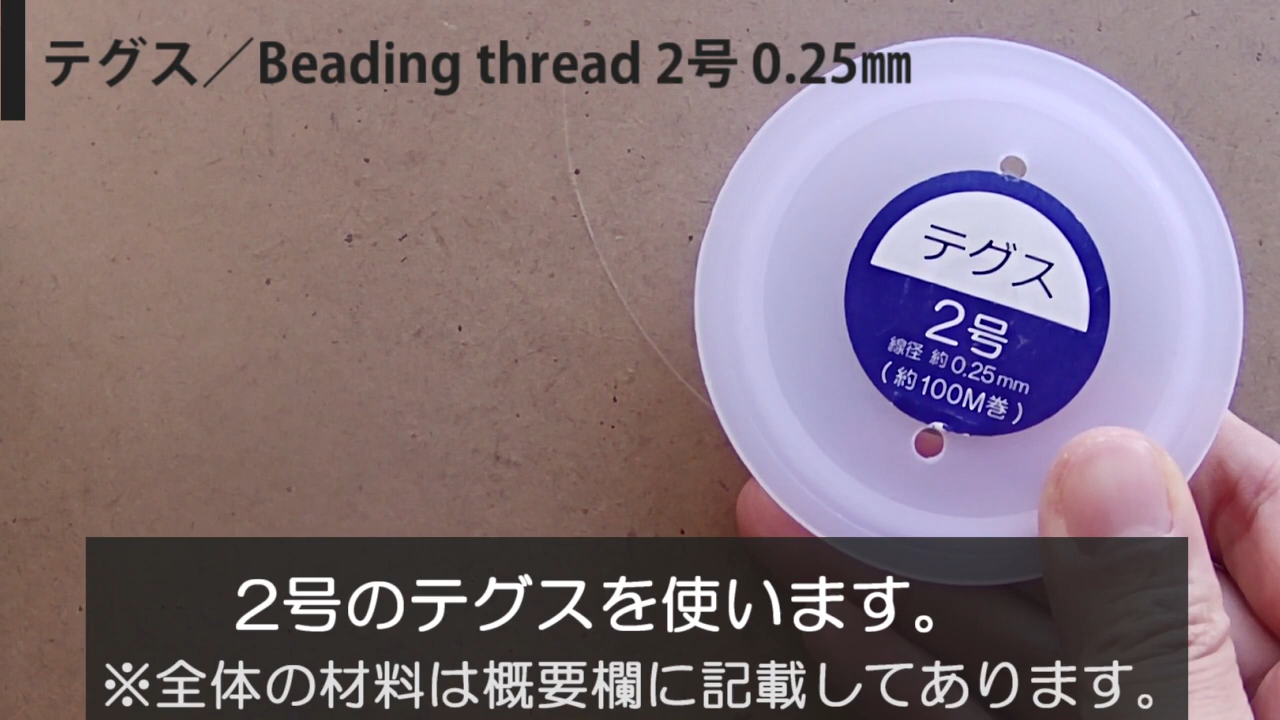 テグス／Beading thread 2号 0.25㎜
テグス
2号
線径 約0.25mm
(約100M巻)
2号のテグスを使います。
※全体の材料は概要欄に記載してあります。